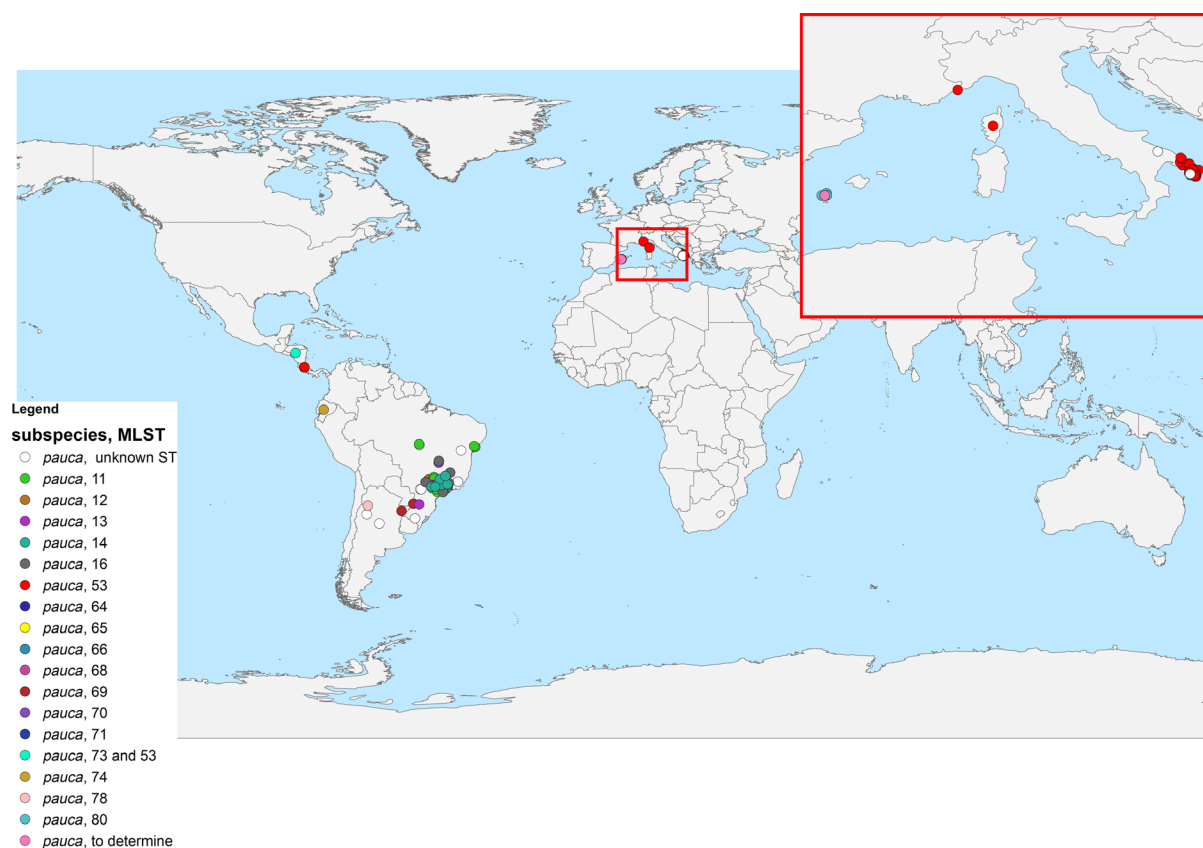 Legend
subspecies, MLST
pauca, unknown ST
pauca, 11
pauca, 12
pauca, 13
pauca, 14
pauca, 16
pauca, 53
pauca, 64
pauca, 65
pauca, 66
pauca, 68
pauca, 69
pauca, 70
pauca, 71
pauca, 73 and 53
pauca, 74
pauca, 78
pauca, 80
pauca, to determine